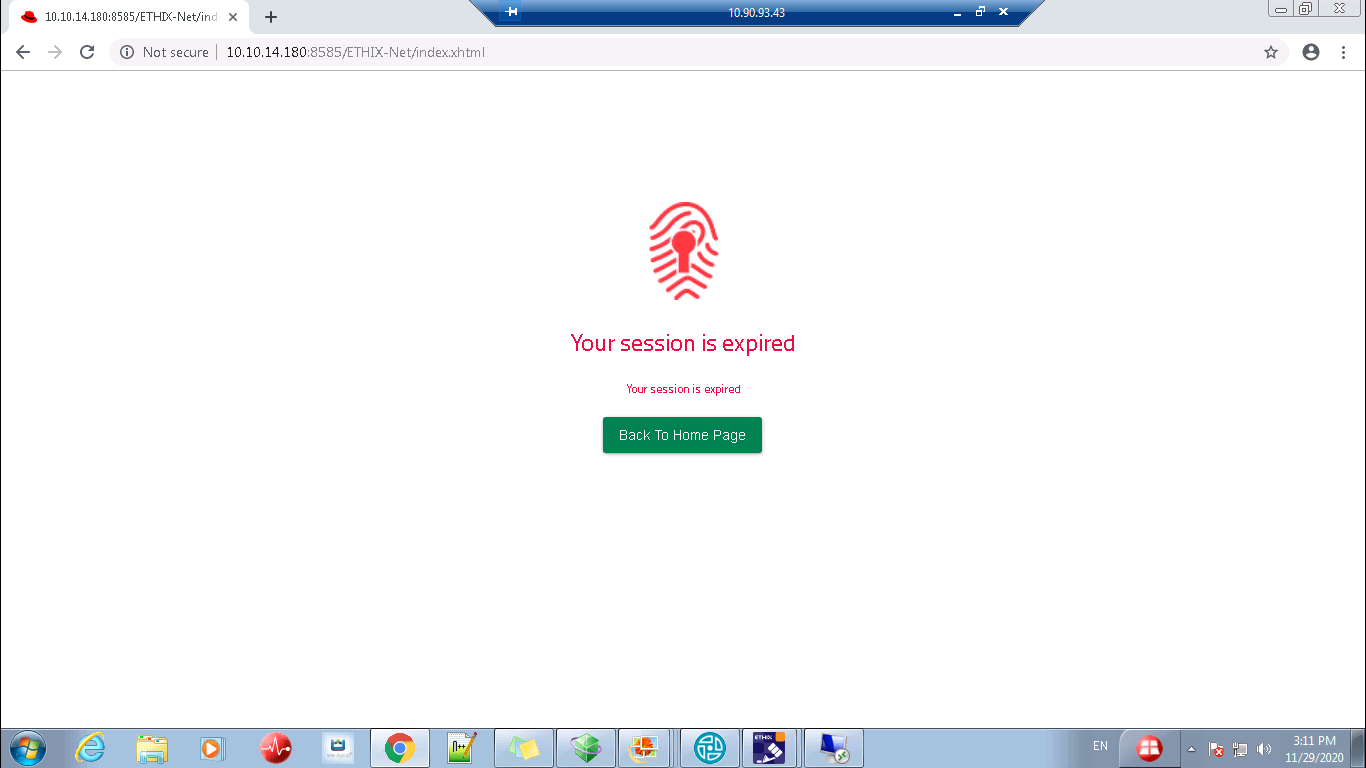 10.10.14.180:8585/ETHIX-Net/ind
10.90.93.43
Not secure
10.10.14.180:8585/ETHIX-Net/index.xhtml
Your session is expired
Your session is expired
Back To Home Page
ETHIX
EN
3:11 PM
11/29/2020